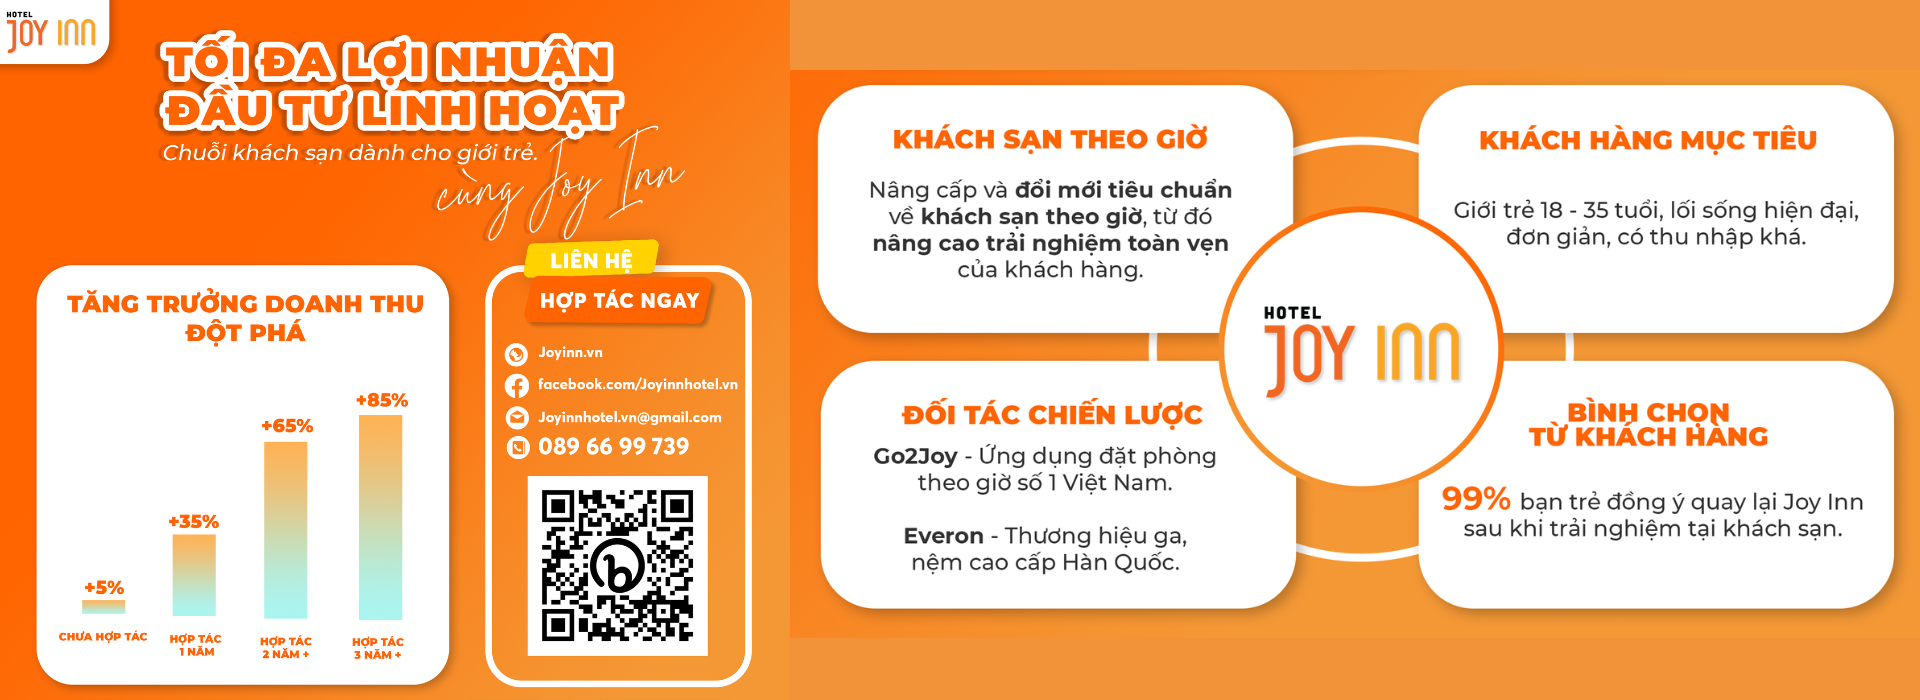 HOTEL
JOY INN
TỐI ĐA LỢI NHUẬN
ĐẦU TƯ LINH HOẠT
Chuỗi khách sạn dành cho giới trẻ.
cùng Joy Inn
TĂNG TRƯỞNG DOANH THU
ĐỘT PHÁ
+5%
+35%
+65%
+85%
CHƯA HỢP TÁC
HỢP TÁC
1 NĂM
HỢP TÁC
2 NĂM +
HỢP TÁC
3 NĂM +
LIÊN HỆ
HỢP TÁC NGAY
Joyinn.vn
facebook.com/Joyinnhotel.vn
Joyinnhotel.vn@gmail.com
089 66 99 739
KHÁCH SẠN THEO GIỜ
Nâng cấp và đổi mới tiêu chuẩn
về khách sạn theo giờ, từ đó
nâng cao trải nghiệm toàn vẹn
của khách hàng.
KHÁCH HÀNG MỤC TIÊU
Giới trẻ 18 - 35 tuổi, lối sống hiện đại,
đơn giản, có thu nhập khá.
HOTEL
JOY INN
ĐỐI TÁC CHIẾN LƯỢC
Go2Joy - Ứng dụng đặt phòng
theo giờ số 1 Việt Nam.
Everon - Thương hiệu ga,
nệm cao cấp Hàn Quốc.
BÌNH CHỌN
TỪ KHÁCH HÀNG
99% bạn trẻ đồng ý quay lại Joy Inn
sau khi trải nghiệm tại khách sạn.